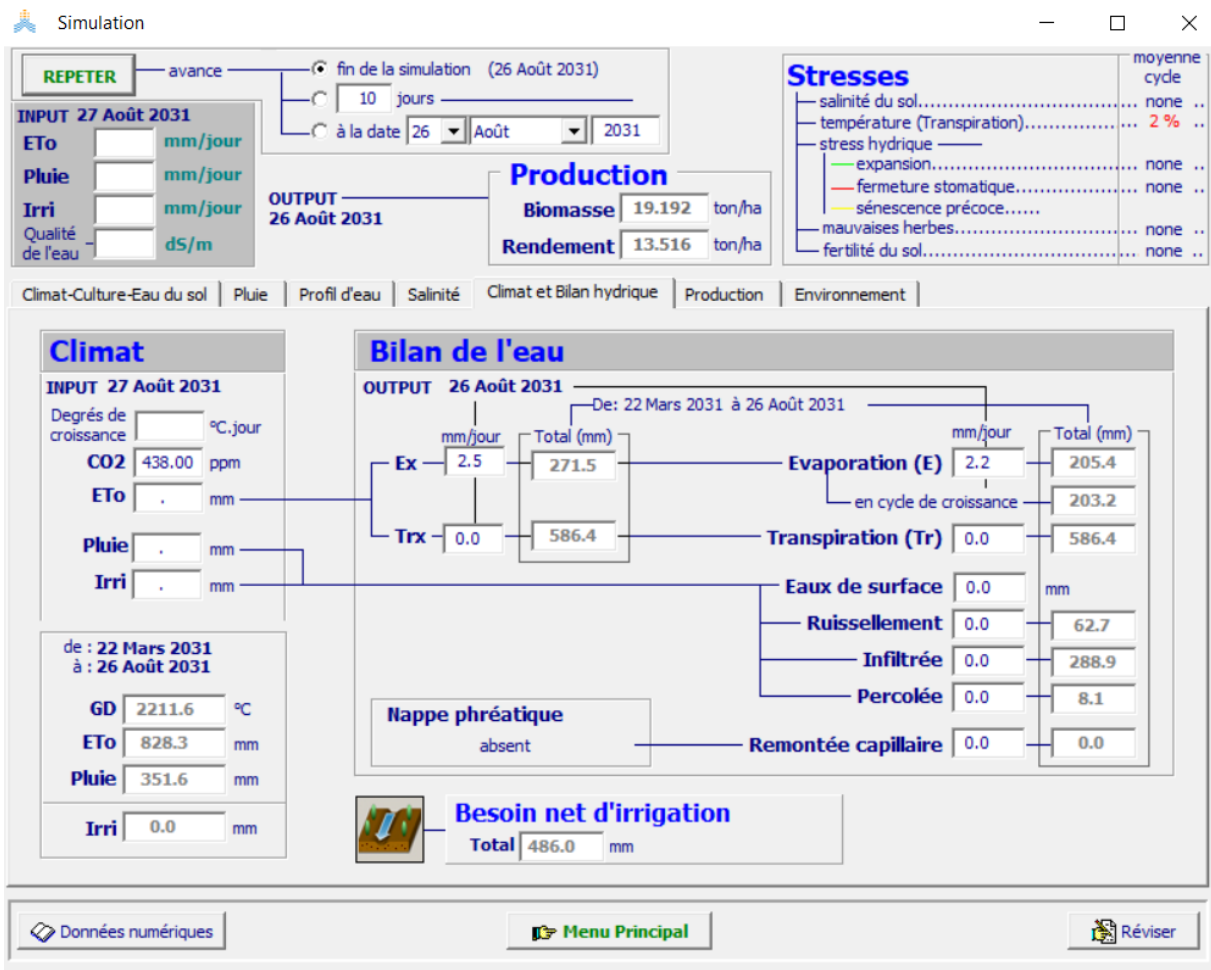 Simulation
REPETER avance fin de la simulation (26 Août 2031)
10 jours
à la date 26 Août 2031
INPUT 27 Août 2031
ETo mm/jour
Pluie mm/jour
Irri mm/jour
Qualité de l'eau dS/m
OUTPUT
26 Août 2031
Production
Biomasse 19.192 ton/ha
Rendement 13.516 ton/ha
Stresses moyenne cycle
salinité du sol.................................... none ..
température (Transpiration)................ 2 % ..
stress hydrique
expansion.................................... none ..
fermeture stomatique...................... none ..
sénescence précoce......
mauvaises herbes............................... none ..
fertilité du sol..................................... none ..
Climat-Culture-Eau du sol Pluie Profil d'eau Salinité Climat et Bilan hydrique Production Environnement
Climat
INPUT 27 Août 2031
Degrés de croissance °C.jour
CO2 438.00 ppm
ETo . mm
Pluie . mm
Irri . mm
de : 22 Mars 2031
à : 26 Août 2031
GD 2211.6 °C
ETo 828.3 mm
Pluie 351.6 mm
Irri 0.0 mm
Bilan de l'eau
OUTPUT 26 Août 2031
De: 22 Mars 2031 à 26 Août 2031
mm/jour Total (mm) mm/jour Total (mm)
Ex 2.5 271.5 Evaporation (E) 2.2 205.4
en cycle de croissance 203.2
Trx 0.0 586.4 Transpiration (Tr) 0.0 586.4
Eaux de surface 0.0 mm
Ruissellement 0.0 62.7
Infiltrée 0.0 288.9
Percolée 0.0 8.1
Nappe phréatique
absent
Remontée capillaire 0.0 0.0
Besoin net d'irrigation
Total 486.0 mm
Données numériques Menu Principal Réviser